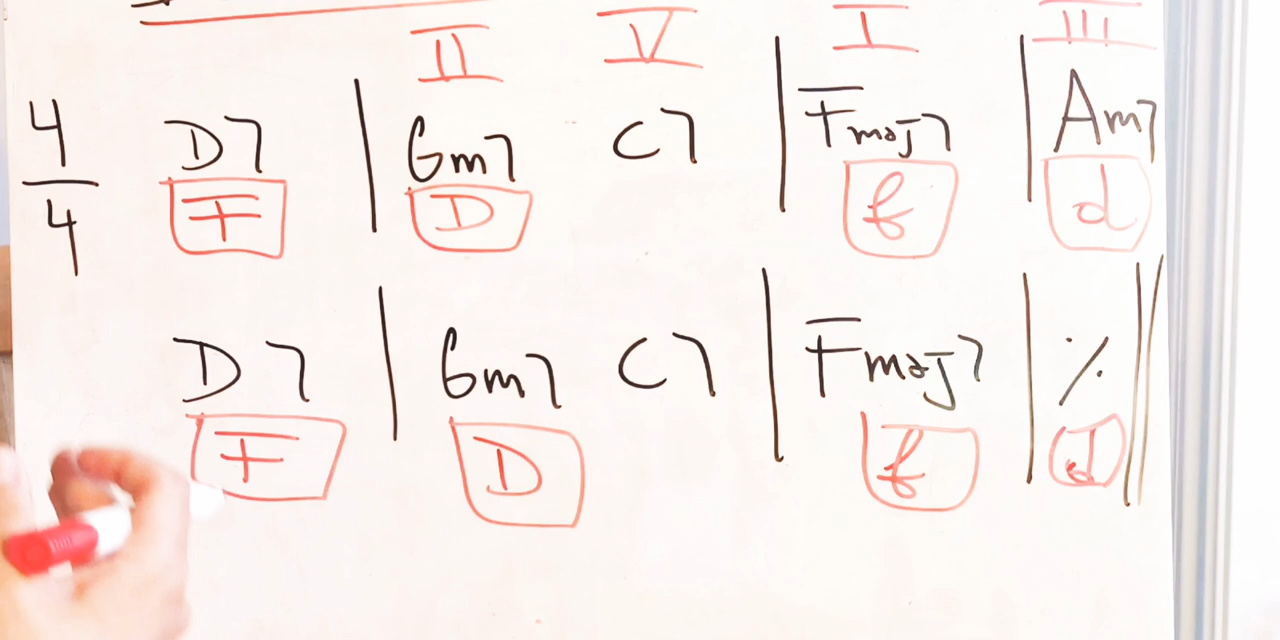 II V I III
4/4 D7 | Gm7 C7 | Fmaj7 | Am7
F D f d
D7 | Gm7 C7 | Fmaj7 | ٪ ||
F D f d